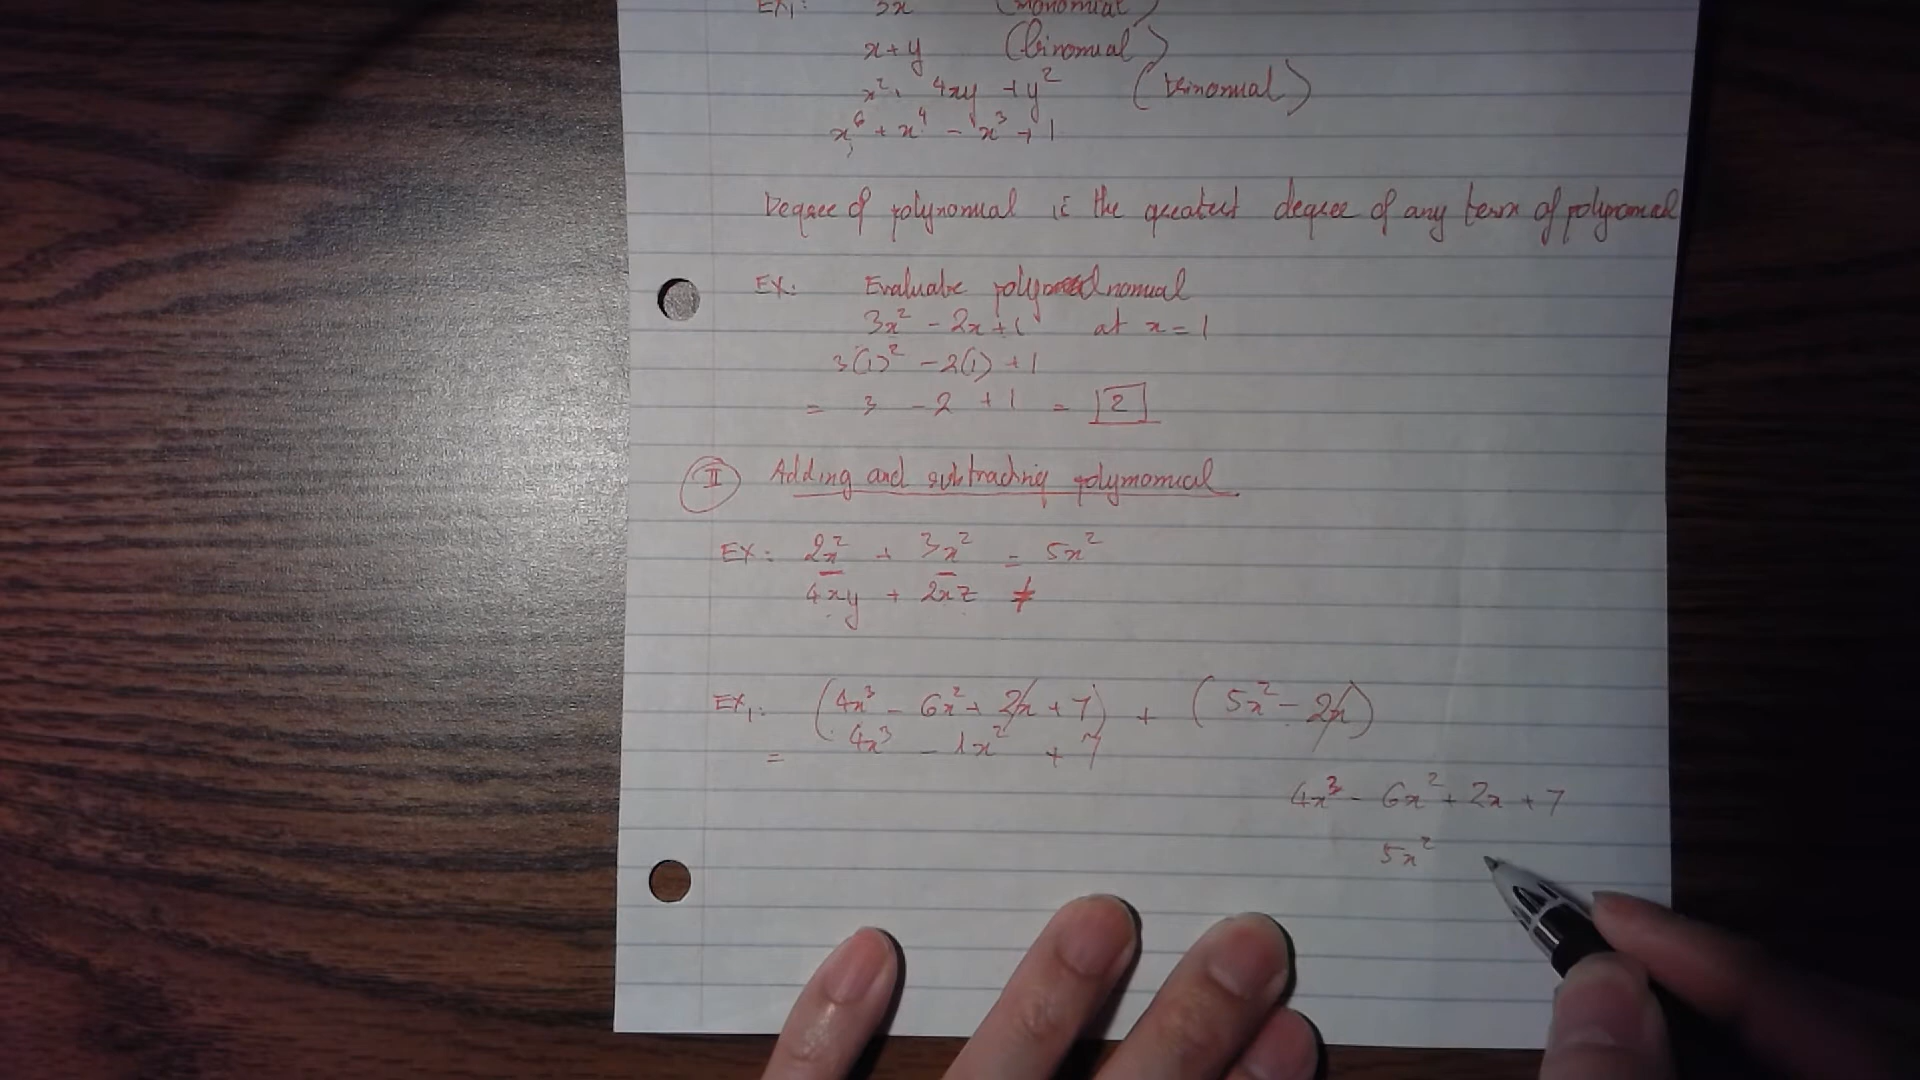 EX1: 3x (monomial)
x + y (binomial)
x². 4xy + y² (trinomial)
x⁶ + x⁴ - x³ + 1
Degree of polynomial is the greatest degree of any term of polynomial
EX: Evaluate polynomial
3x² - 2x + 1 at x = 1
3(1)² - 2(1) + 1
= 3 - 2 + 1 = 2
II Adding and subtracting polymomial
EX: 2x² + 3x² = 5x²
4xy + 2xz ≠
EX1: (4x³ - 6x² + 2x + 7) + (5x² - 2x)
= 4x³ - 1x² + 7
4x³ - 6x² + 2x + 7
5x²